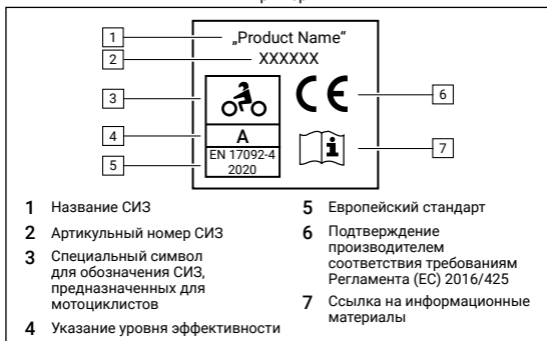 1
„Product Name“
2
XXXXXX
3
6
4
A
7
5
EN 17092-4
2020
1 Название СИЗ
2 Артикульный номер СИЗ
3 Специальный символ
для обозначения СИЗ,
предназначенных для
мотоциклистов
4 Указание уровня эффективности
5 Европейский стандарт
6 Подтверждение
производителем
соответствия требованиям
Регламента (ЕС) 2016/425
7 Ссылка на информационные
материалы